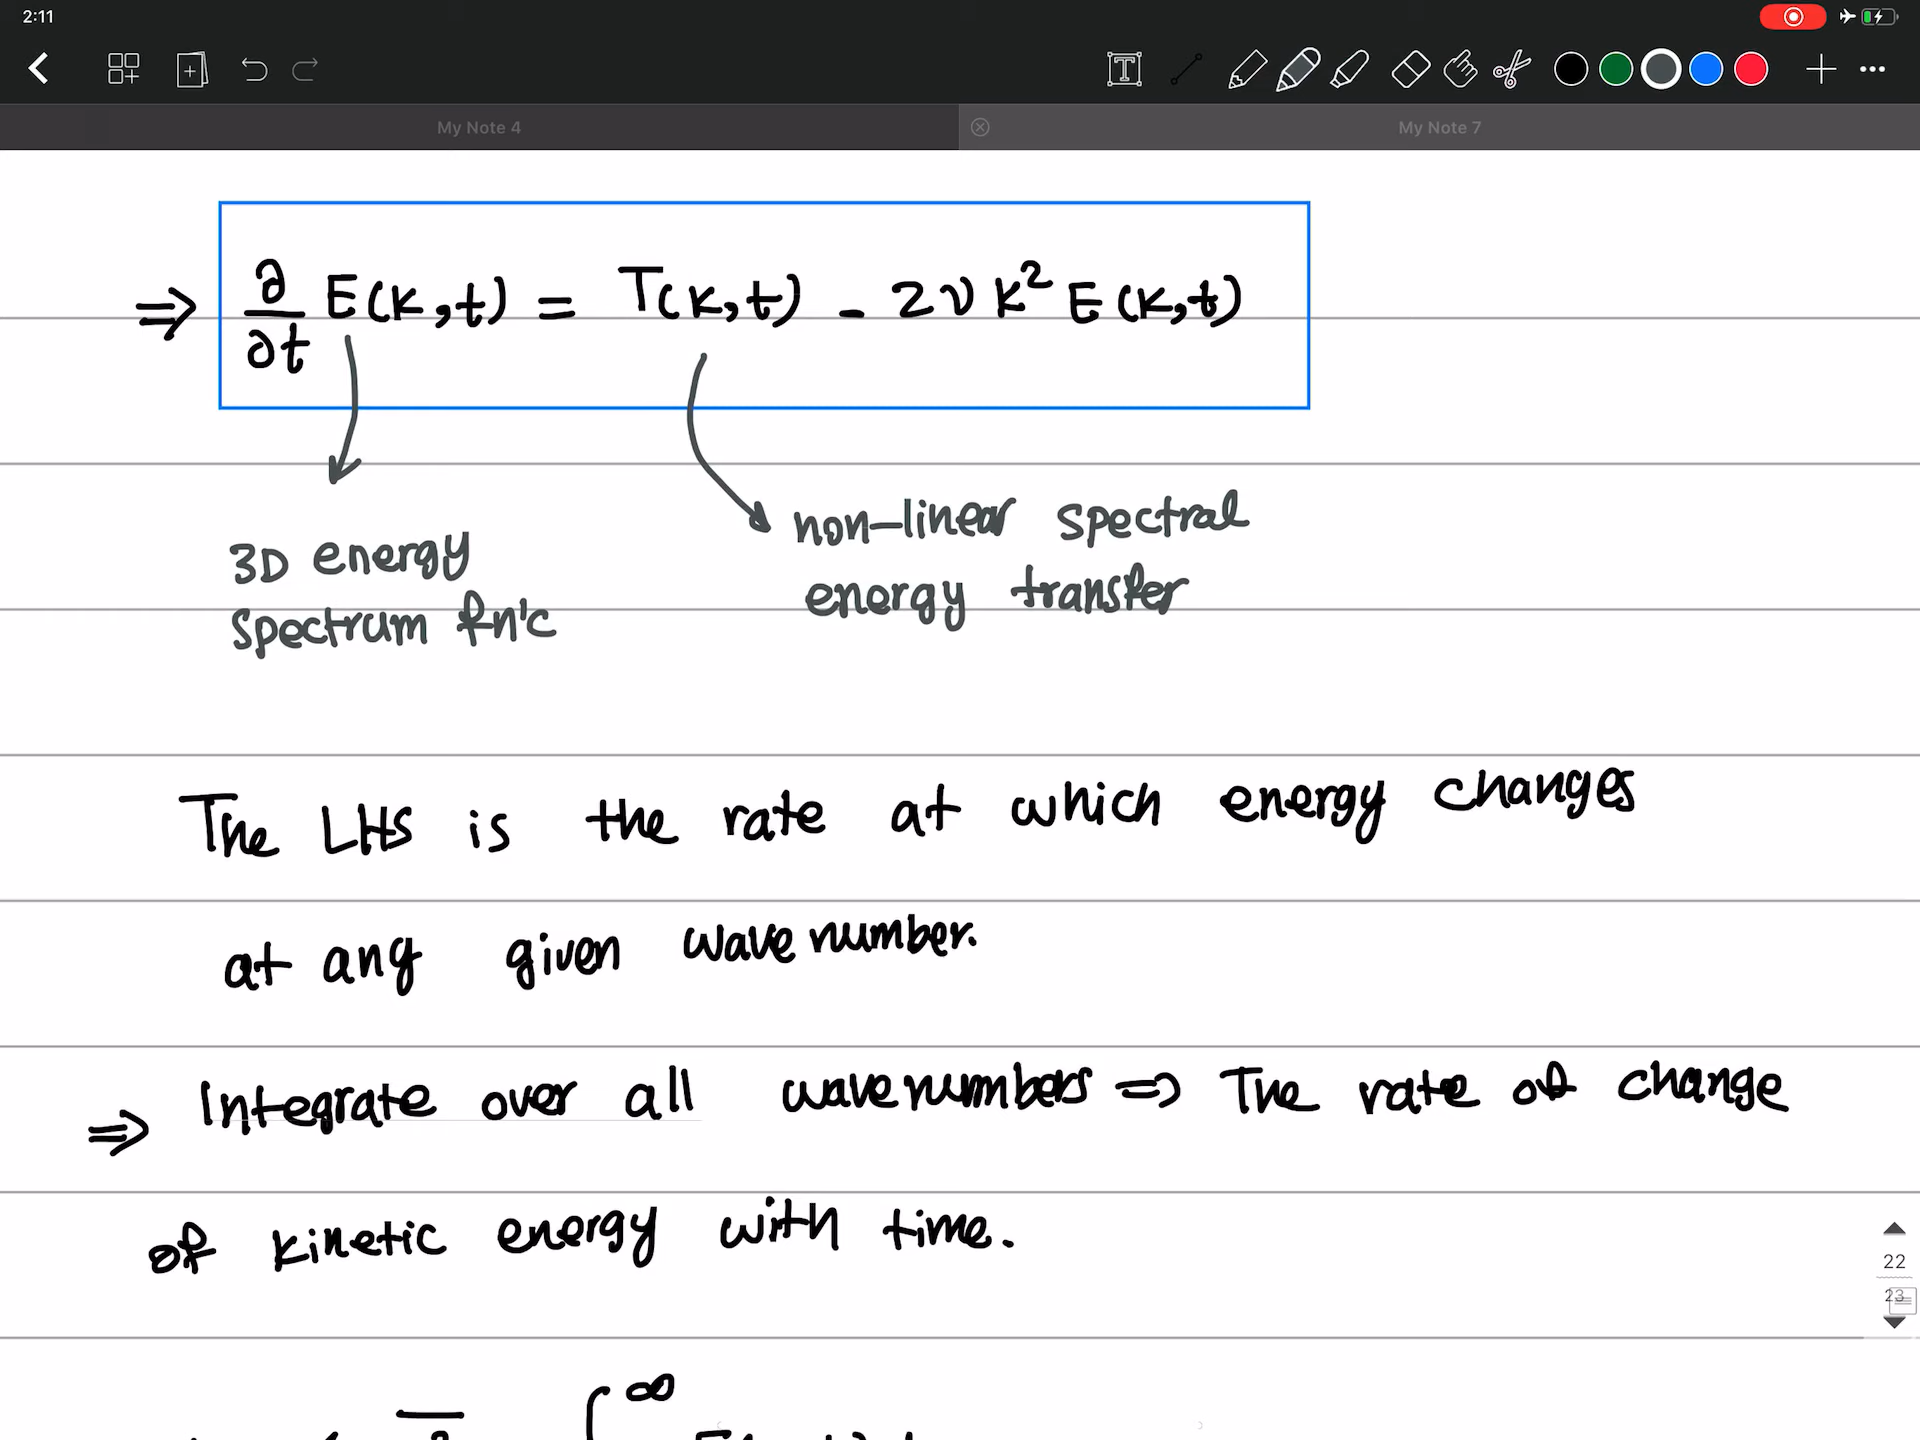 2:11
My Note 4
My Note 7
⇒ ∂/∂t E(k,t) = T(k,t) - 2νk² E(k,t)
3D energy
spectrum fn'c
non-linear spectral
energy transfer
The LHS is the rate at which energy changes
at any given wave number.
⇒ Integrate over all wave numbers ⇒ The rate of change
of kinetic energy with time.
22
23
∞